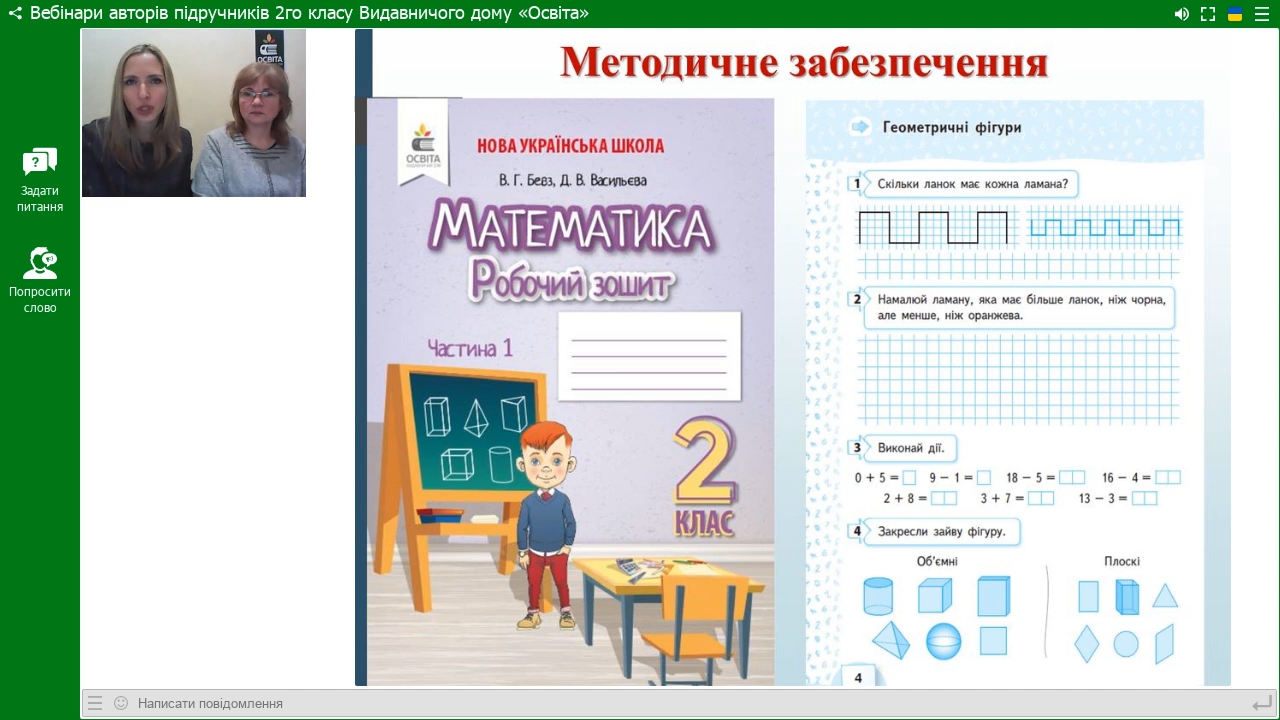 Вебінари авторів підручників 2го класу Видавничого дому «Освіта»
ОСВІТА
Задати
питання
Попросити
слово
Методичне забезпечення
ОСВІТА
НОВА УКРАЇНСЬКА ШКОЛА
В. Г. Бевз, Д. В. Васильєва
МАТЕМАТИКА
Робочий зошит
Частина 1
2
КЛАС
Геометричні фігури
1 Скільки ланок має кожна ламана?
2 Намалюй ламану, яка має більше ланок, ніж чорна,
але менше, ніж оранжева.
3 Виконай дії.
0 + 5 = 9 − 1 = 18 − 5 = 16 − 4 =
2 + 8 = 3 + 7 = 13 − 3 =
4 Закресли зайву фігуру.
Об’ємні Плоскі
4
Написати повідомлення